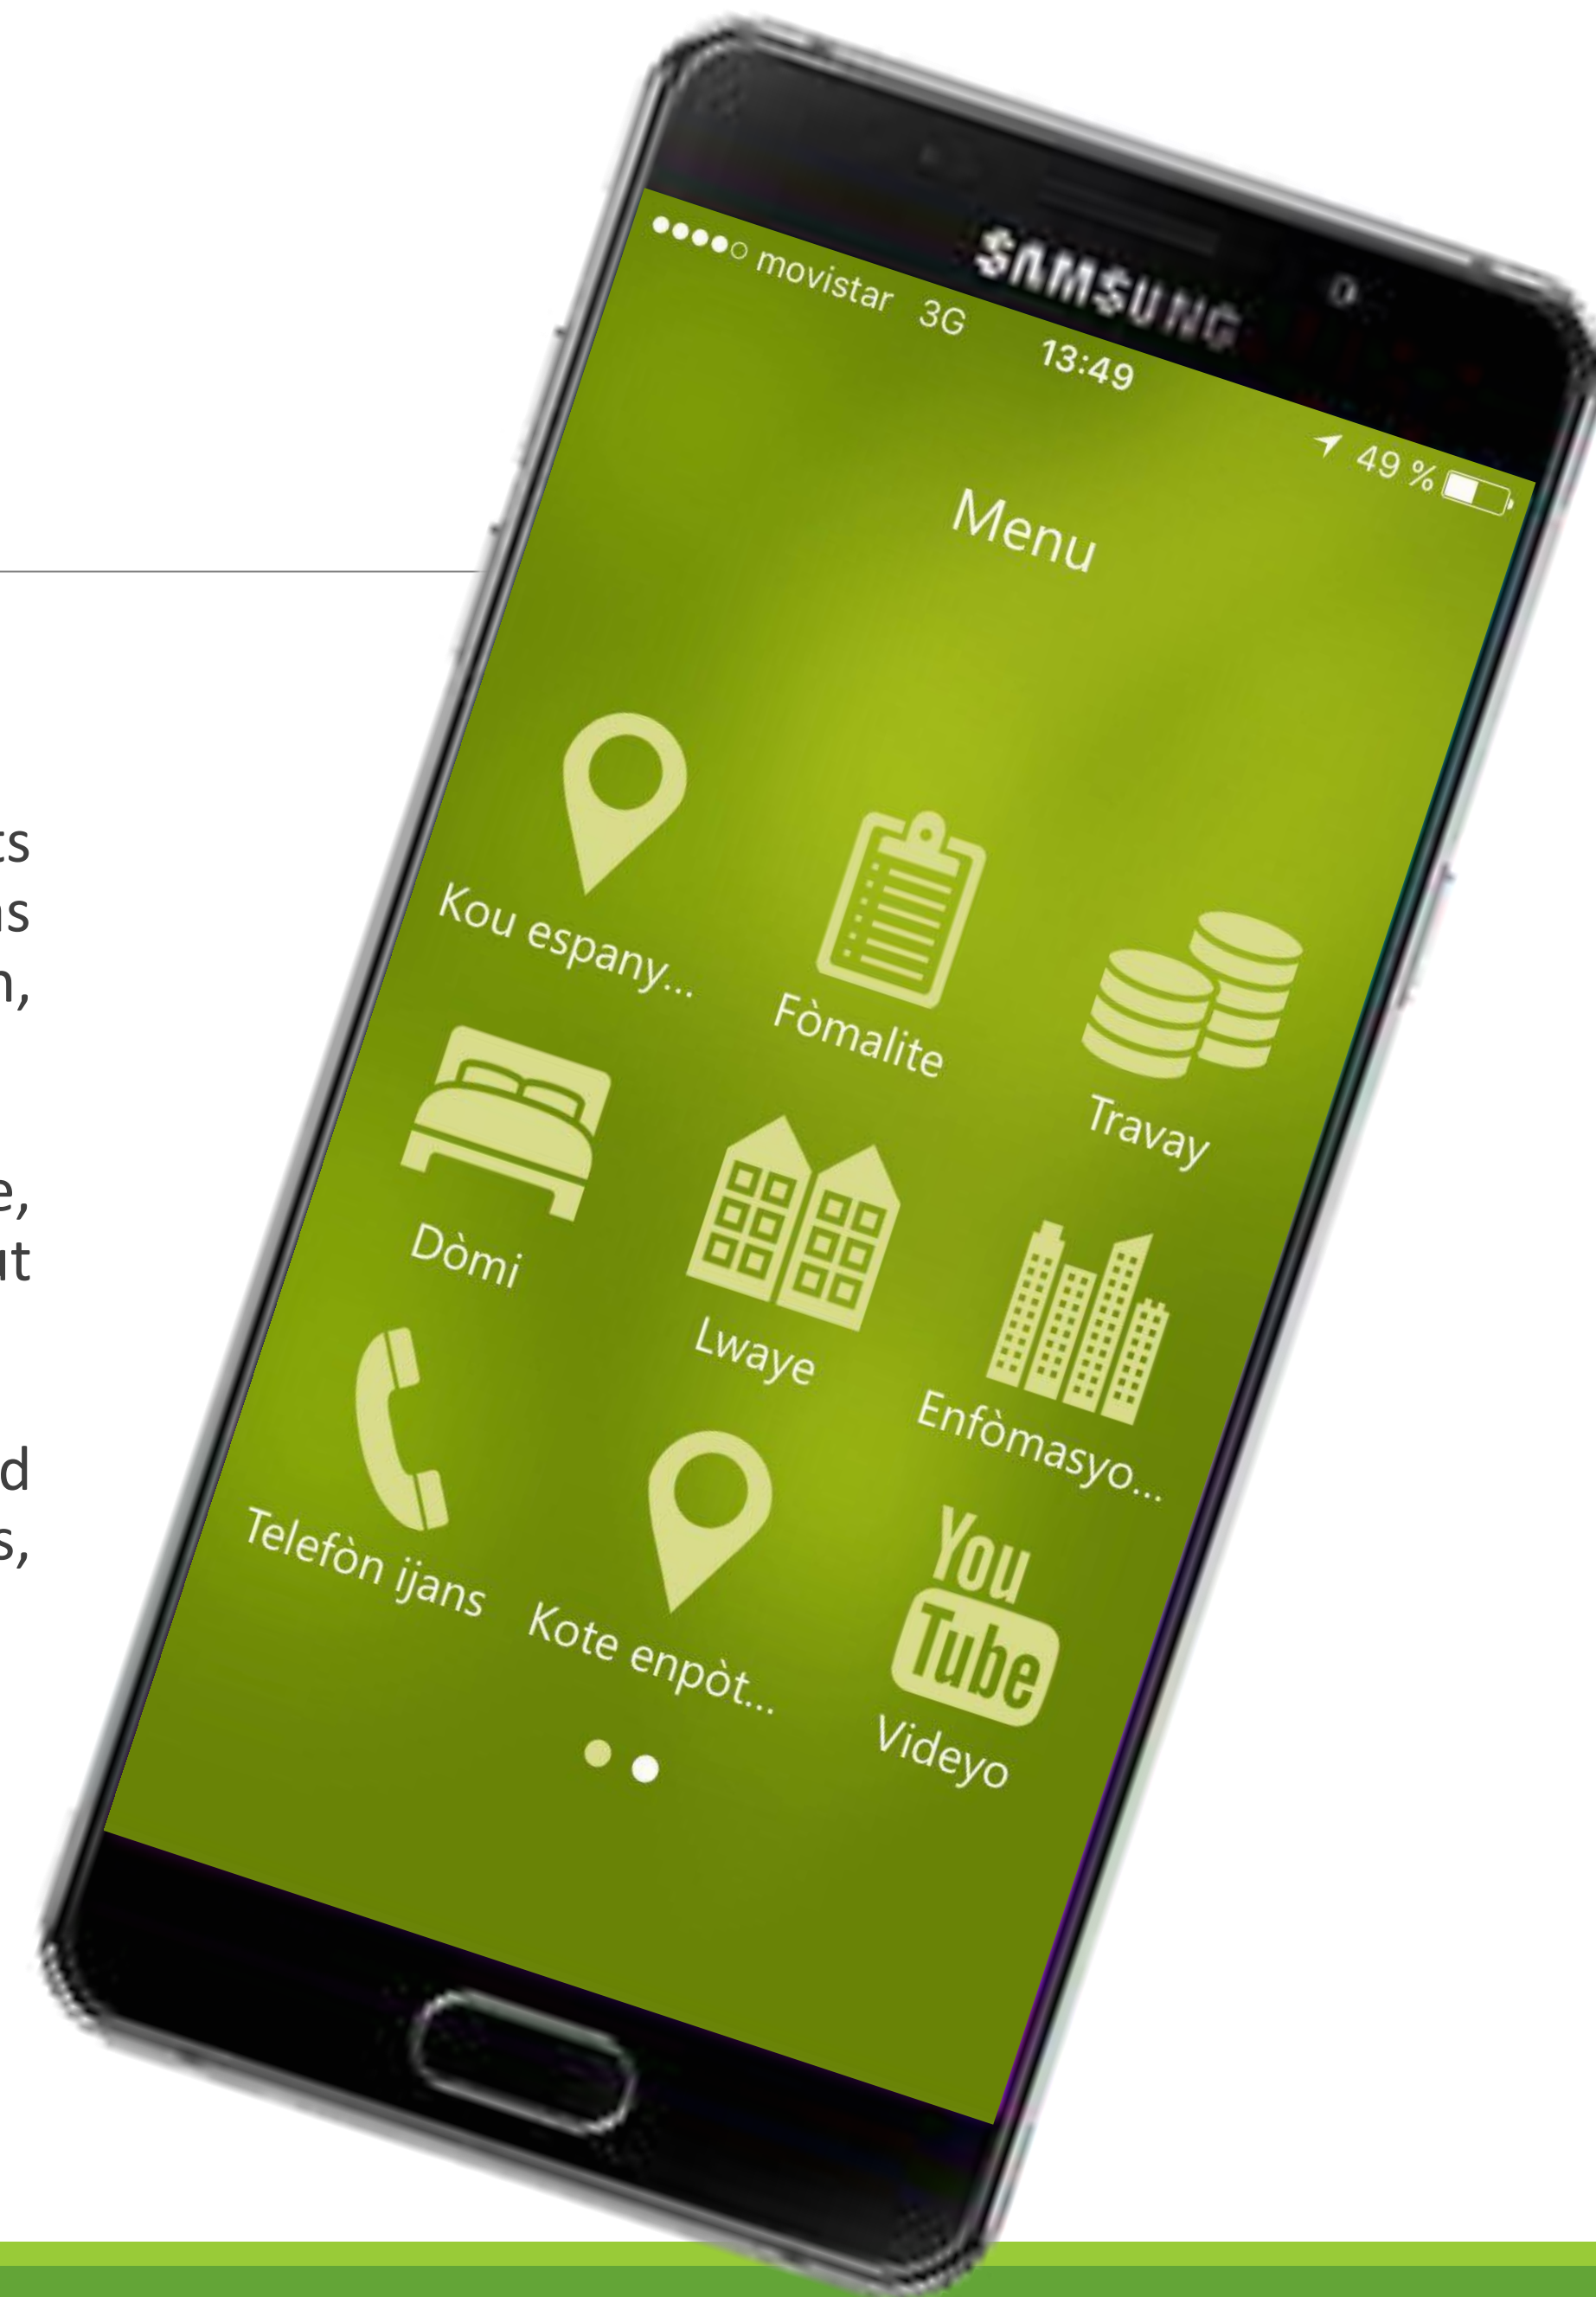 SAMSUNG
movistar 3G 13:49 49 %
Menu
Kou espany...
Fòmalite
Travay
Dòmi
Lwaye
Enfòmasyo...
Telefòn ijans
Kote enpòt...
You
Tube
Videyo